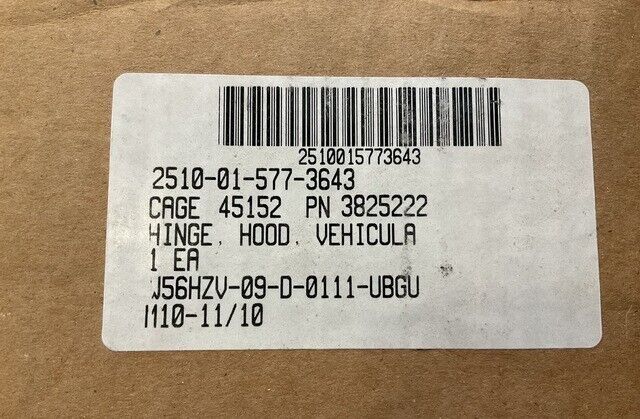 2510015773643
2510-01-577-3643
CAGE 45152 PN 3825222
HINGE, HOOD, VEHICULA
1 EA
W56HZV-09-D-0111-UBGU
M10-11/10